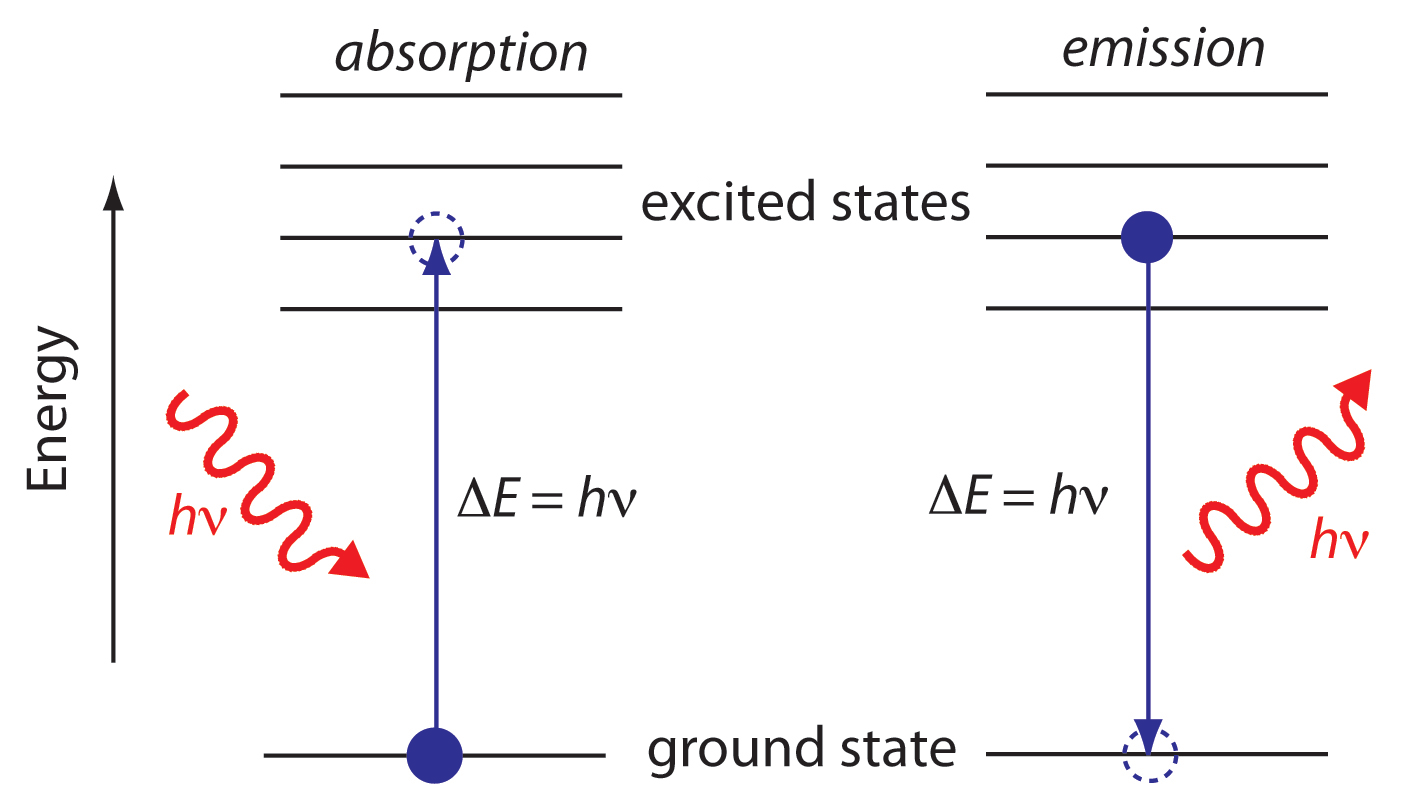 absorption
emission
excited states
Energy
hν
ΔE = hν
ΔE = hν
hν
ground state